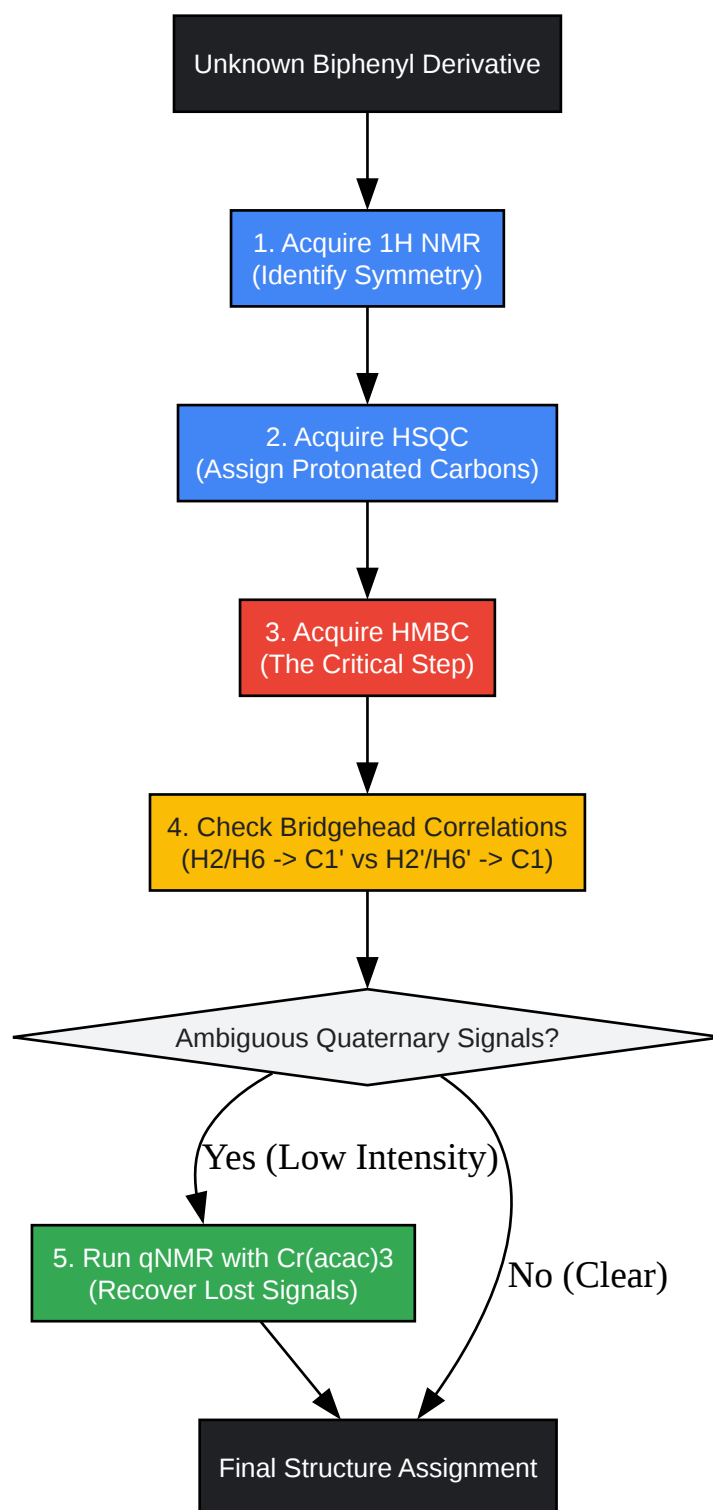 Unknown Biphenyl Derivative
1. Acquire 1H NMR
(Identify Symmetry)
2. Acquire HSQC
(Assign Protonated Carbons)
3. Acquire HMBC
(The Critical Step)
4. Check Bridgehead Correlations
(H2/H6 -> C1' vs H2'/H6' -> C1)
Ambiguous Quaternary Signals?
Yes (Low Intensity)
5. Run qNMR with Cr(acac)3
(Recover Lost Signals)
No (Clear)
Final Structure Assignment